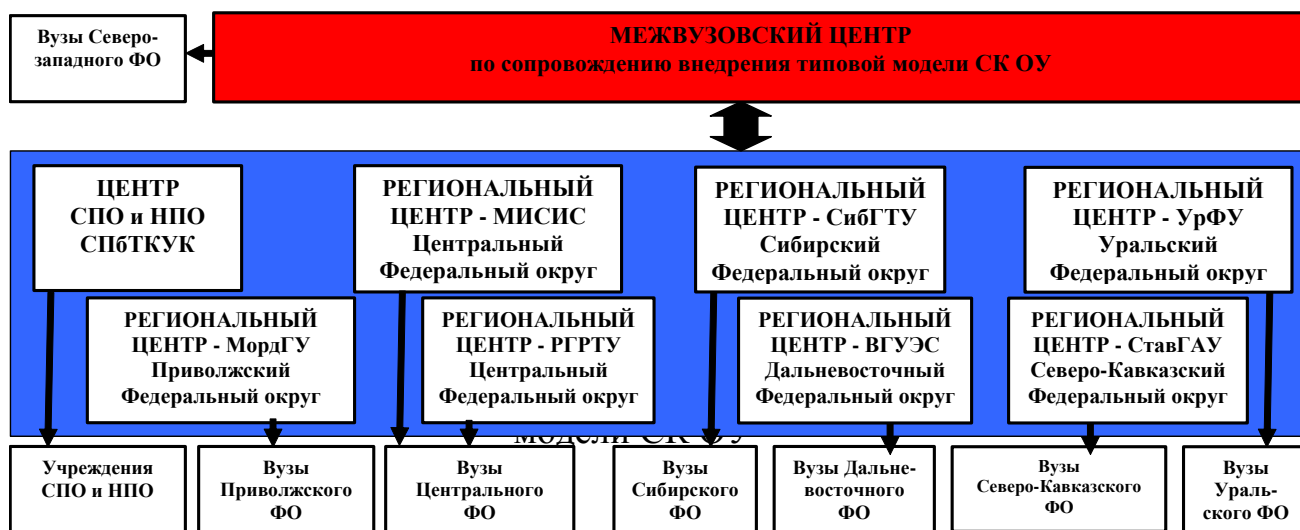 Вузы Северо-
западного ФО
МЕЖВУЗОВСКИЙ ЦЕНТР
по сопровождению внедрения типовой модели СК ОУ
ЦЕНТР
СПО и НПО
СПбТКУК
РЕГИОНАЛЬНЫЙ
ЦЕНТР - МИСИС
Центральный
Федеральный округ
РЕГИОНАЛЬНЫЙ
ЦЕНТР - СибГТУ
Сибирский
Федеральный округ
РЕГИОНАЛЬНЫЙ
ЦЕНТР - УрФУ
Уральский
Федеральный округ
РЕГИОНАЛЬНЫЙ
ЦЕНТР - МордГУ
Приволжский
Федеральный округ
РЕГИОНАЛЬНЫЙ
ЦЕНТР - РГРТУ
Центральный
Федеральный округ
РЕГИОНАЛЬНЫЙ
ЦЕНТР - ВГУЭС
Дальневосточный
Федеральный округ
РЕГИОНАЛЬНЫЙ
ЦЕНТР - СтавГАУ
Северо-Кавказский
Федеральный округ
модели СК ОУ
Учреждения
СПО и НПО
Вузы
Приволжского
ФО
Вузы
Центрального
ФО
Вузы
Сибирского
ФО
Вузы Дальне-
восточного
ФО
Вузы
Северо-Кавказского
ФО
Вузы
Ураль-
ского ФО